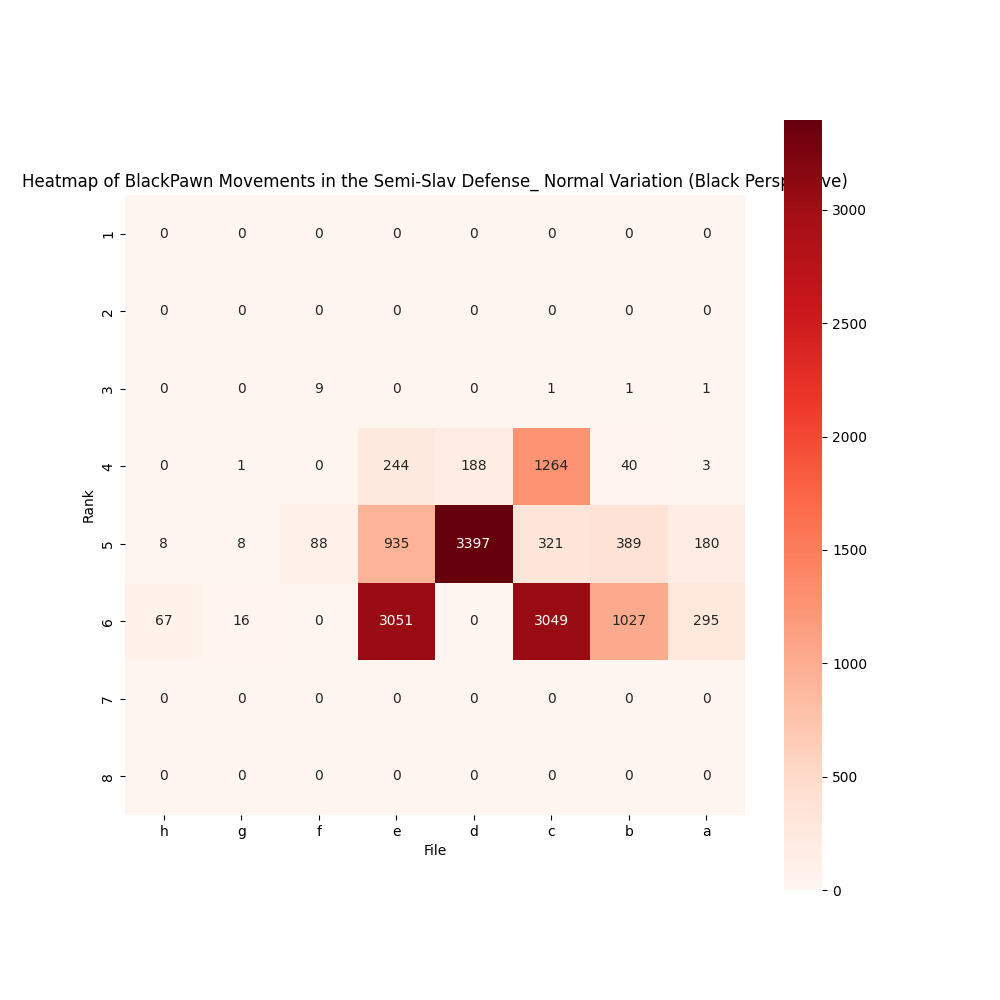 Heatmap of BlackPawn Movements in the Semi-Slav Defense_ Normal Variation (Black Persp ve)
1 0 0 0 0 0 0 0 0
2 0 0 0 0 0 0 0 0
3 0 0 9 0 0 1 1 1
4 0 1 0 244 188 1264 40 3
5 8 8 88 935 3397 321 389 180
6 67 16 0 3051 0 3049 1027 295
7 0 0 0 0 0 0 0 0
8 0 0 0 0 0 0 0 0
h g f e d c b a
File
Rank
3000
2500
2000
1500
1000
500
0